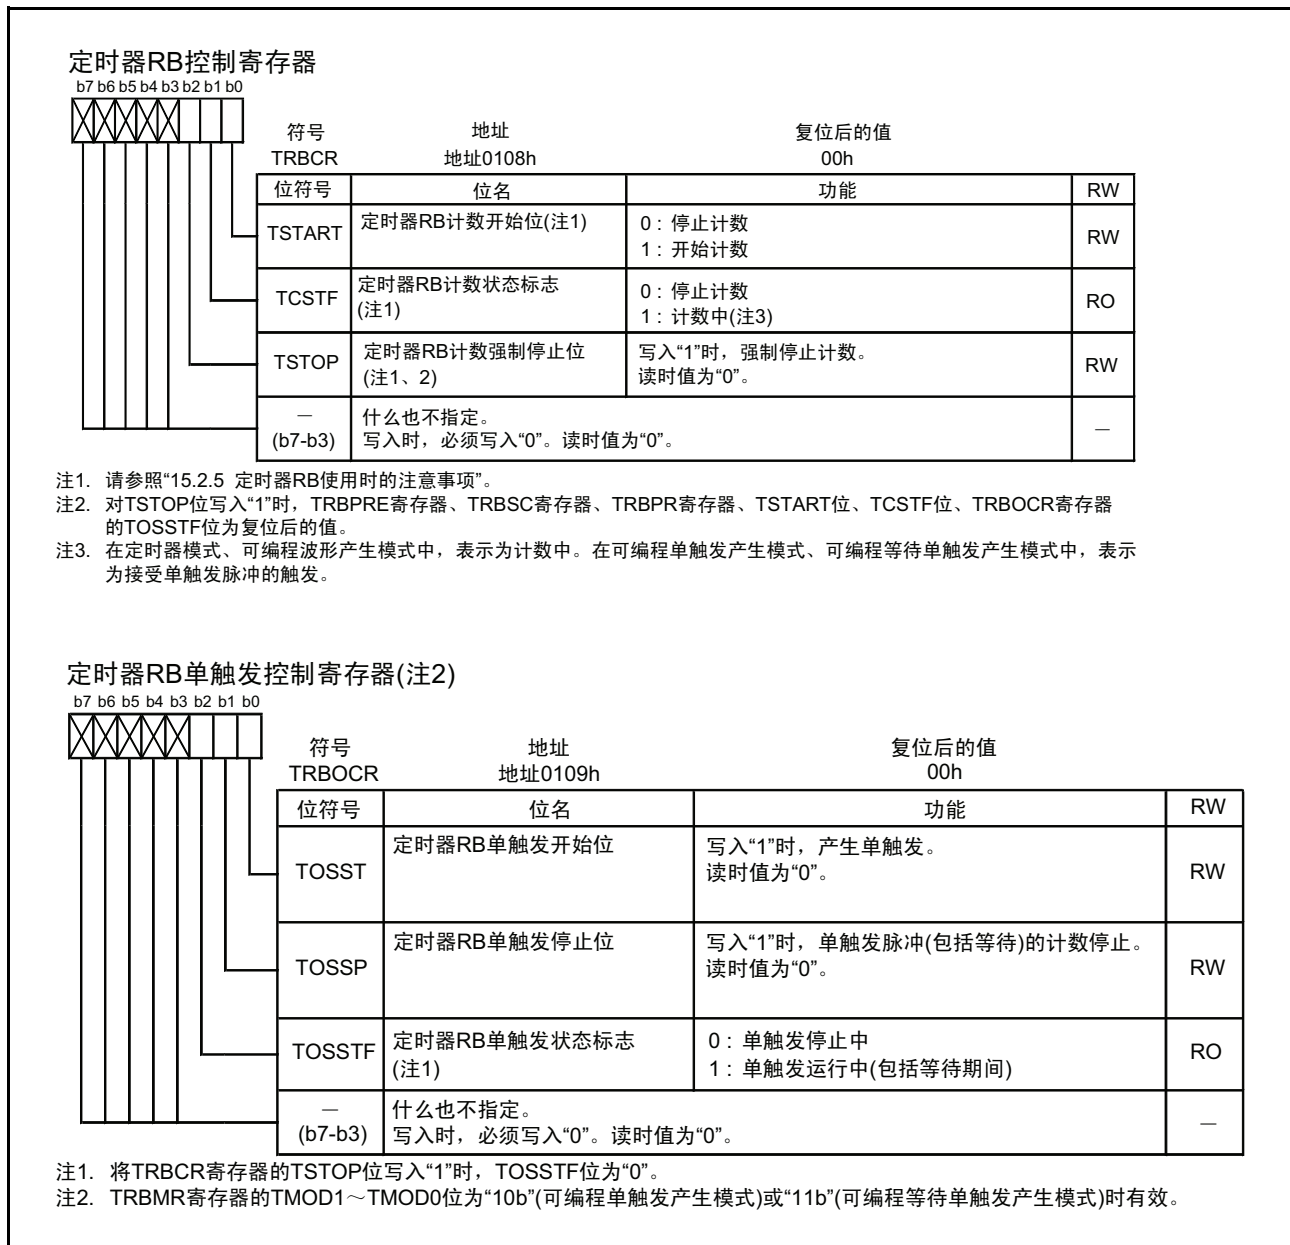 定时器RB控制寄存器
b7 b6 b5 b4 b3 b2 b1 b0
符号 地址 复位后的值
TRBCR 地址0108h 00h
位符号 位名 功能 RW
TSTART 定时器RB计数开始位(注1) 0：停止计数 RW
1：开始计数
TCSTF 定时器RB计数状态标志 0：停止计数 RO
(注1) 1：计数中(注3)
TSTOP 定时器RB计数强制停止位 写入“1”时，强制停止计数。 RW
(注1、2) 读时值为“0”。
— 什么也不指定。 —
(b7-b3) 写入时，必须写入“0”。读时值为“0”。
注1. 请参照“15.2.5 定时器RB使用时的注意事项”。
注2. 对TSTOP位写入“1”时，TRBPRE寄存器、TRBSC寄存器、TRBPR寄存器、TSTART位、TCSTF位、TRBOCR寄存器
的TOSSTF位为复位后的值。
注3. 在定时器模式、可编程波形产生模式中，表示为计数中。在可编程单触发产生模式、可编程等待单触发产生模式中，表示
为接受单触发脉冲的触发。
定时器RB单触发控制寄存器(注2)
b7 b6 b5 b4 b3 b2 b1 b0
符号 地址 复位后的值
TRBOCR 地址0109h 00h
位符号 位名 功能 RW
TOSST 定时器RB单触发开始位 写入“1”时，产生单触发。 RW
读时值为“0”。
TOSSP 定时器RB单触发停止位 写入“1”时，单触发脉冲(包括等待)的计数停止。 RW
读时值为“0”。
TOSSTF 定时器RB单触发状态标志 0：单触发停止中 RO
(注1) 1：单触发运行中(包括等待期间)
— 什么也不指定。 —
(b7-b3) 写入时，必须写入“0”。读时值为“0”。
注1. 将TRBCR寄存器的TSTOP位写入“1”时，TOSSTF位为“0”。
注2. TRBMR寄存器的TMOD1～TMOD0位为“10b”(可编程单触发产生模式)或“11b”(可编程等待单触发产生模式)时有效。